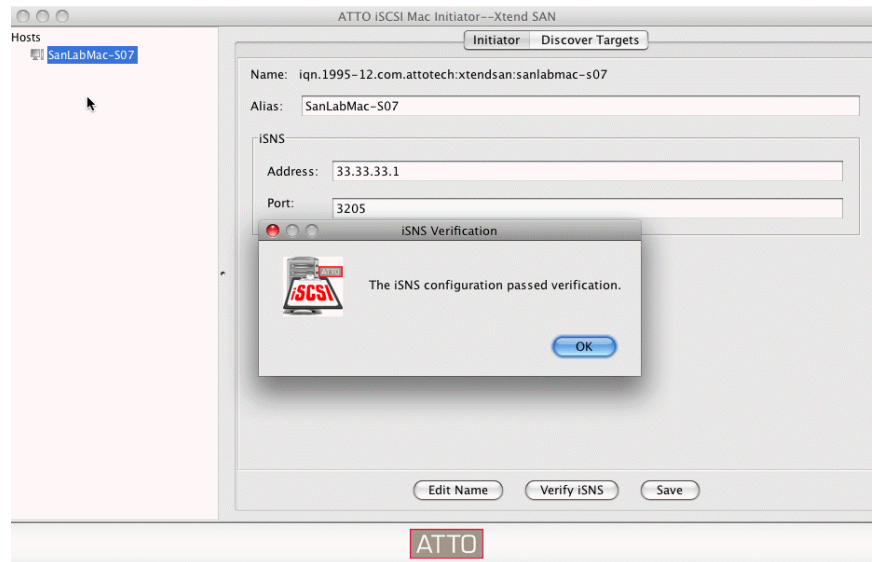 ATTO iSCSI Mac Initiator--Xtend SAN
Hosts
SanLabMac-S07
Initiator Discover Targets
Name: iqn.1995-12.com.attotech:xtendsan:sanlabmac-s07
Alias: SanLabMac-S07
iSNS
Address: 33.33.33.1
Port: 3205
iSNS Verification
ATTO
iSCSI
The iSNS configuration passed verification.
OK
Edit Name Verify iSNS Save
ATTO